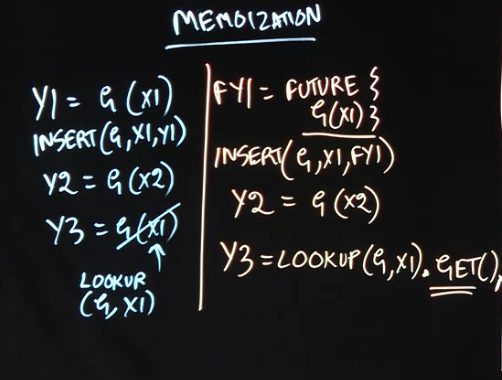 MEMOIZATION
Y1 = G(X1)
INSERT(G,X1,Y1)
Y2 = G(X2)
Y3 = G(X1)
LOOKUP
(G,X1)
FY1 = FUTURE {
G(X1)}
INSERT(G,X1,FY1)
Y2 = G(X2)
Y3 = LOOKUP(G,X1).GET();